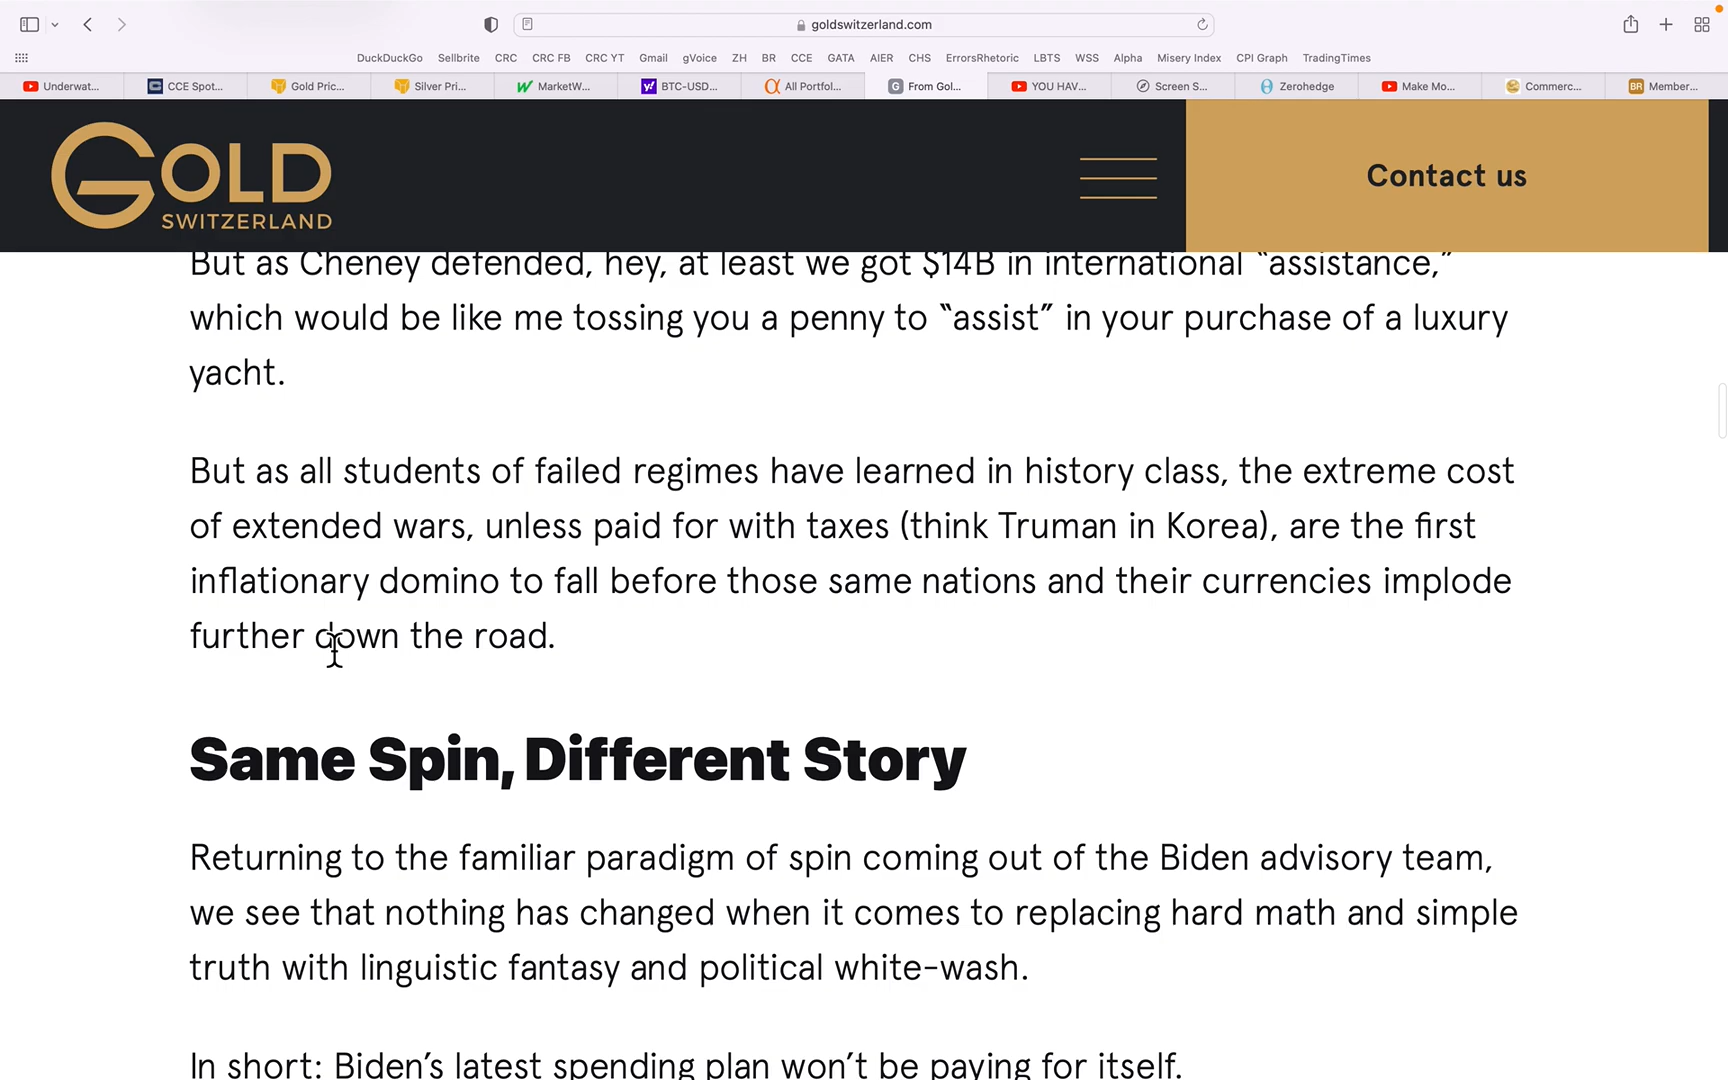 goldswitzerland.com
DuckDuckGo Sellbrite CRC CRC FB CRC YT Gmail gVoice ZH BR CCE GATA AIER CHS ErrorsRhetoric LBTS WSS Alpha Misery Index CPI Graph TradingTimes
Underwat... CCE Spot... Gold Pric... Silver Pri... MarketW... BTC-USD... All Portfol... From Gol... YOU HAV... Screen S... Zerohedge Make Mo... Commerc... BR Member...
GOLD
SWITZERLAND
Contact us
But as Cheney defended, hey, at least we got $14B in international “assistance,”
which would be like me tossing you a penny to “assist” in your purchase of a luxury
yacht.
But as all students of failed regimes have learned in history class, the extreme cost
of extended wars, unless paid for with taxes (think Truman in Korea), are the first
inflationary domino to fall before those same nations and their currencies implode
further down the road.
Same Spin, Different Story
Returning to the familiar paradigm of spin coming out of the Biden advisory team,
we see that nothing has changed when it comes to replacing hard math and simple
truth with linguistic fantasy and political white-wash.
In short: Biden’s latest spending plan won’t be paying for itself.